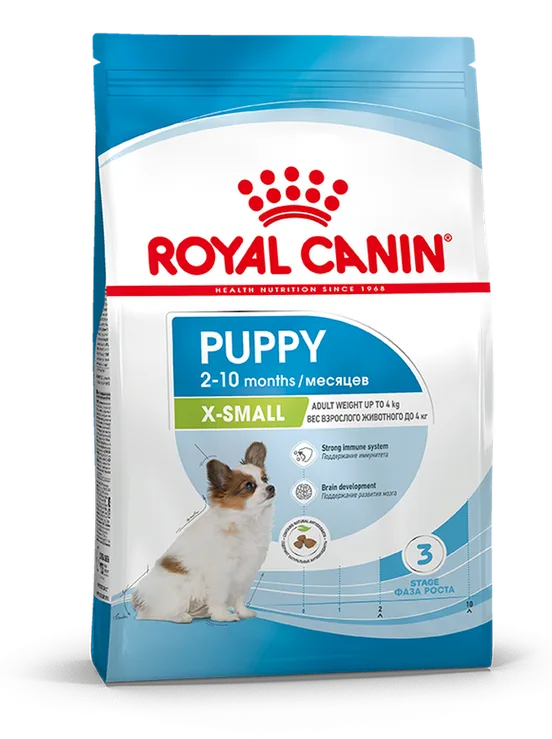 ROYAL CANIN®
HEALTH NUTRITION SINCE 1968
PUPPY
2-10 months/месяцев
X-SMALL
ADULT WEIGHT UP TO 4 kg
ВЕС ВЗРОСЛОГО ЖИВОТНОГО ДО 4 кг
Strong immune system
Поддержание иммунитета
Brain development
Поддержание развития мозга
3
STAGE
ФАЗА РОСТА
0 1 2 10